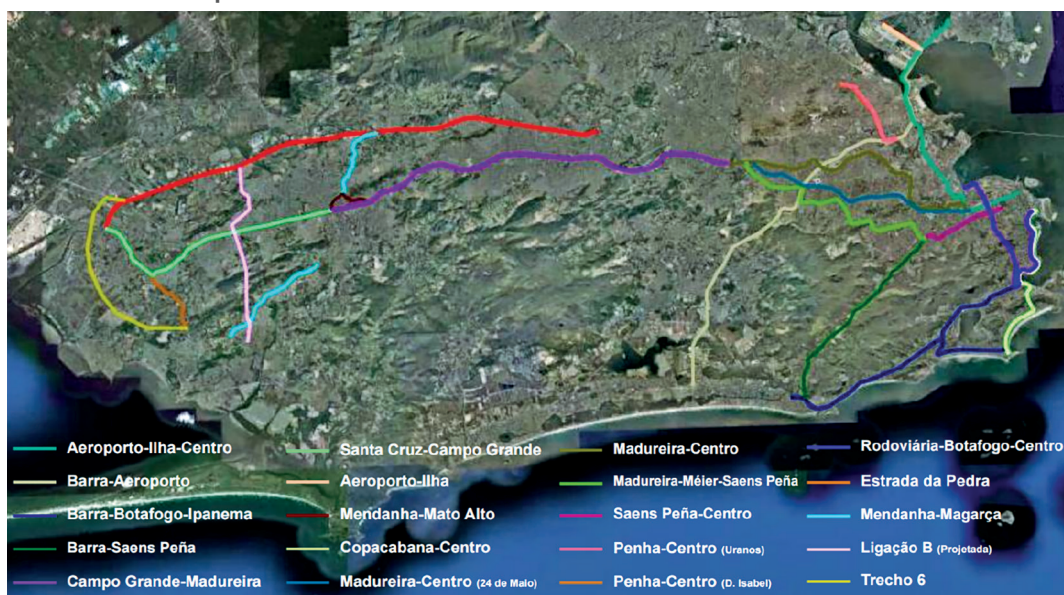 Aeroporto-Ilha-Centro
Santa Cruz-Campo Grande
Madureira-Centro
Rodoviária-Botafogo-Centro
Barra-Aeroporto
Aeroporto-Ilha
Madureira-Méier-Saens Peña
Estrada da Pedra
Barra-Botafogo-Ipanema
Mendanha-Mato Alto
Saens Peña-Centro
Mendanha-Magarça
Barra-Saens Peña
Copacabana-Centro
Penha-Centro (Uranos)
Ligação B (Projetada)
Campo Grande-Madureira
Madureira-Centro (24 de Maio)
Penha-Centro (D. Isabel)
Trecho 6